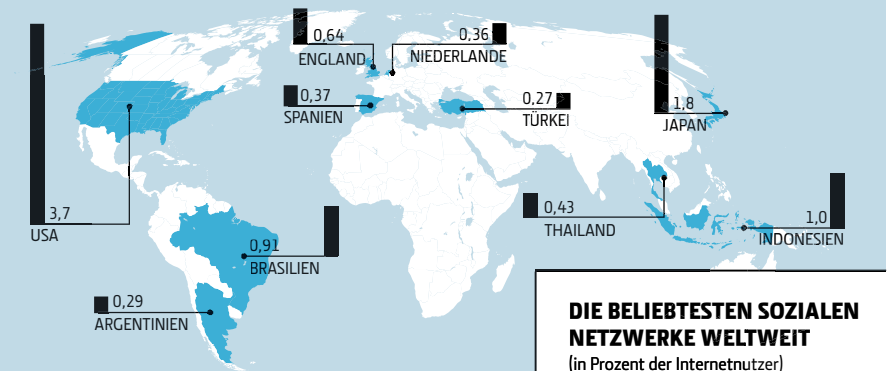 0,64
ENGLAND
0,36
NIEDERLANDE
0,37
SPANIEN
0,27
TÜRKEI
1,8
JAPAN
3,7
USA
0,43
THAILAND
1,0
INDONESIEN
0,91
BRASILIEN
0,29
ARGENTINIEN
DIE BELIEBTESTEN SOZIALEN
NETZWERKE WELTWEIT
(in Prozent der Internetnutzer)